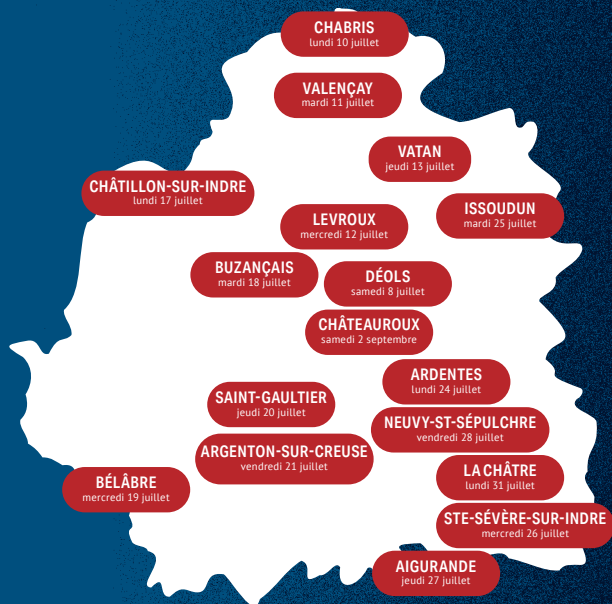 CHABRIS
lundi 10 juillet
VALENÇAY
mardi 11 juillet
VATAN
jeudi 13 juillet
CHÂTILLON-SUR-INDRE
lundi 17 juillet
ISSOUDUN
mardi 25 juillet
LEVROUX
mercredi 12 juillet
BUZANÇAIS
mardi 18 juillet
DÉOLS
samedi 8 juillet
CHÂTEAUROUX
samedi 2 septembre
ARDENTES
lundi 24 juillet
SAINT-GAULTIER
jeudi 20 juillet
NEUVY-ST-SÉPULCHRE
vendredi 28 juillet
ARGENTON-SUR-CREUSE
vendredi 21 juillet
LA CHÂTRE
lundi 31 juillet
BÉLÂBRE
mercredi 19 juillet
STE-SÉVÈRE-SUR-INDRE
mercredi 26 juillet
AIGURANDE
jeudi 27 juillet